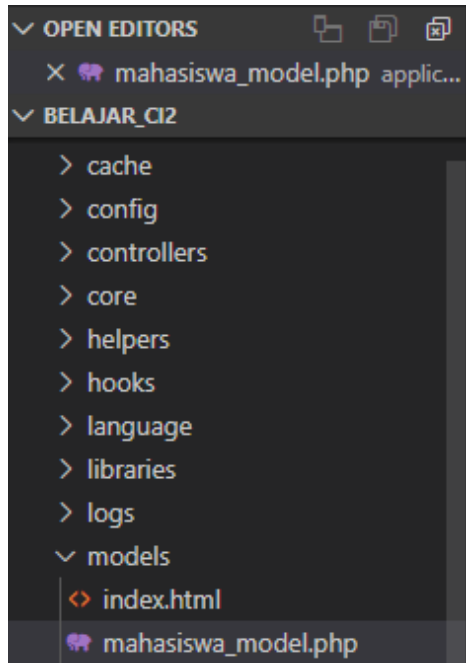 OPEN EDITORS
mahasiswa_model.php applic...
BELAJAR_CI2
cache
config
controllers
core
helpers
hooks
language
libraries
logs
models
index.html
mahasiswa_model.php